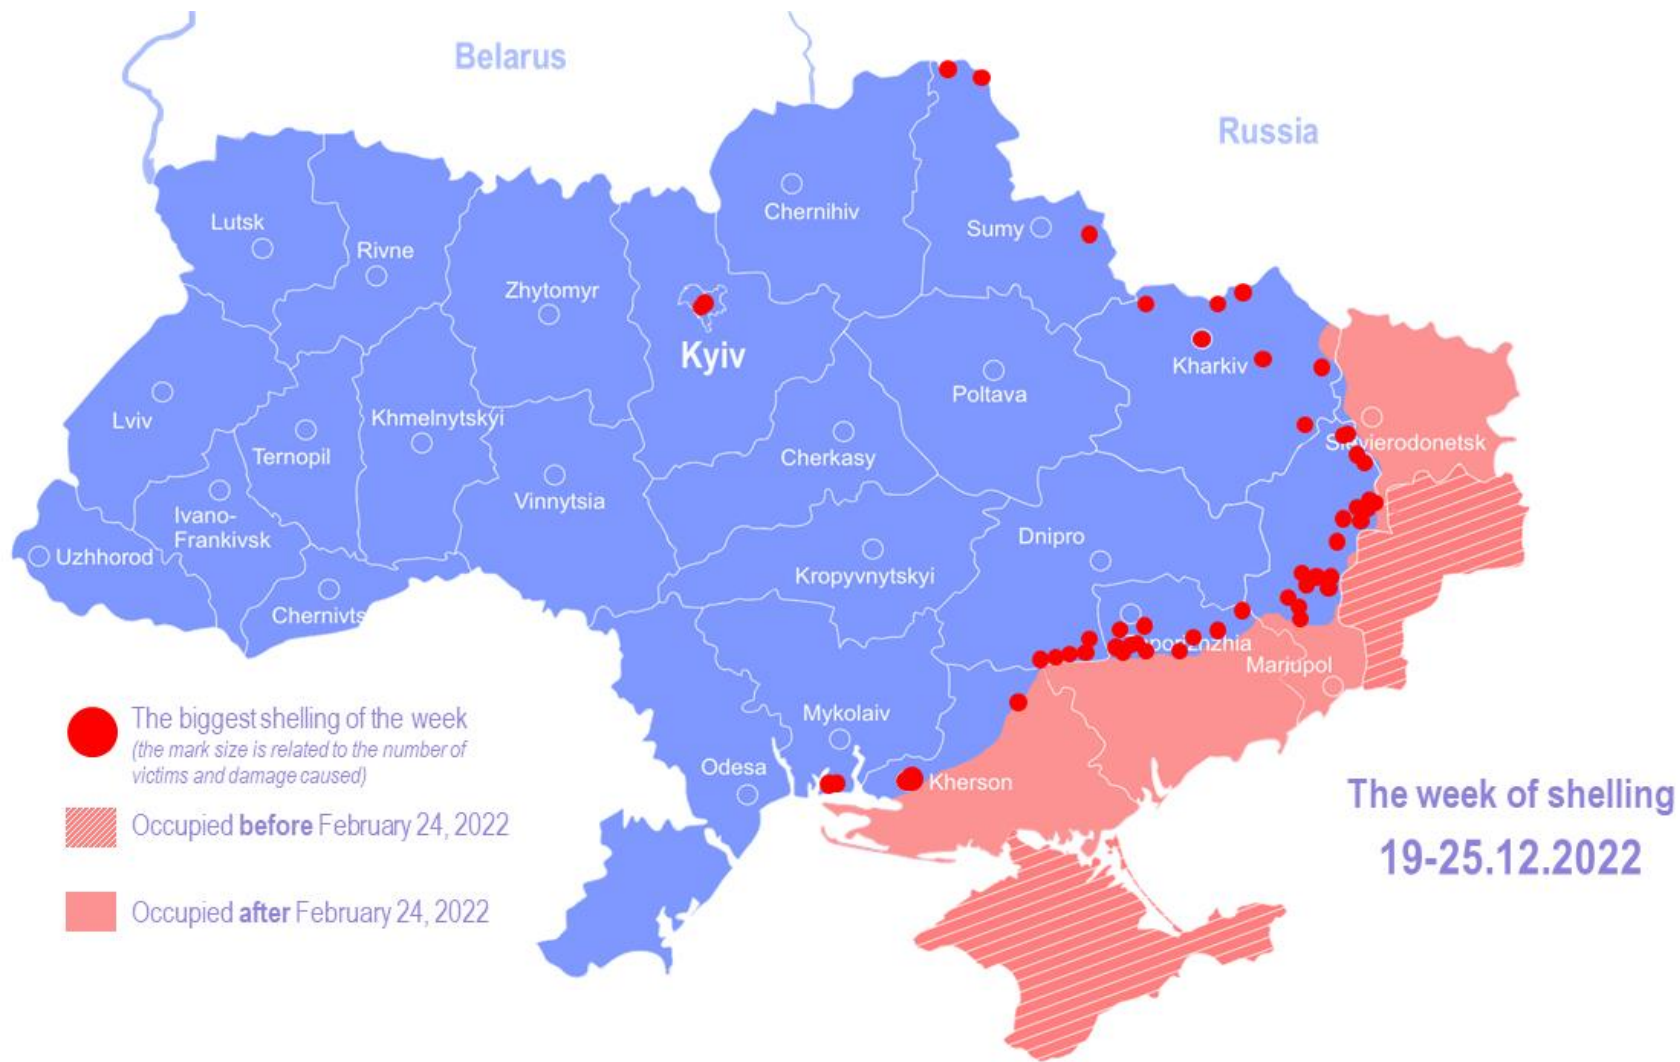 Belarus
Russia
Chernihiv
Lutsk
Sumy
Rivne
Zhytomyr
Kyiv
Kharkiv
Poltava
Lviv
Khmelnytskyi
Ternopil
Cherkasy
Sievierodonetsk
Vinnytsia
Ivano-
Frankivsk
Dnipro
Uzhhorod
Kropyvnytskyi
Chernivts
Zaporizhzhia
Mariupol
Mykolaiv
Odesa
Kherson
The biggest shelling of the week
(the mark size is related to the number of
victims and damage caused)
Occupied before February 24, 2022
Occupied after February 24, 2022
The week of shelling
19-25.12.2022